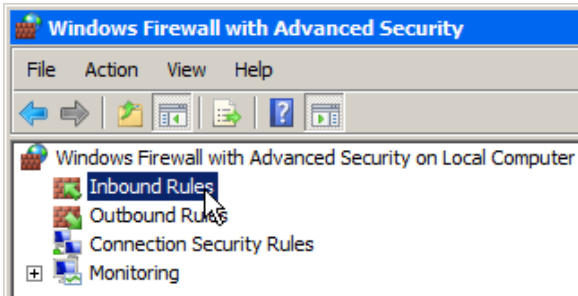 Windows Firewall with Advanced Security
File Action View Help
Windows Firewall with Advanced Security on Local Computer
Inbound Rules
Outbound Rules
Connection Security Rules
Monitoring